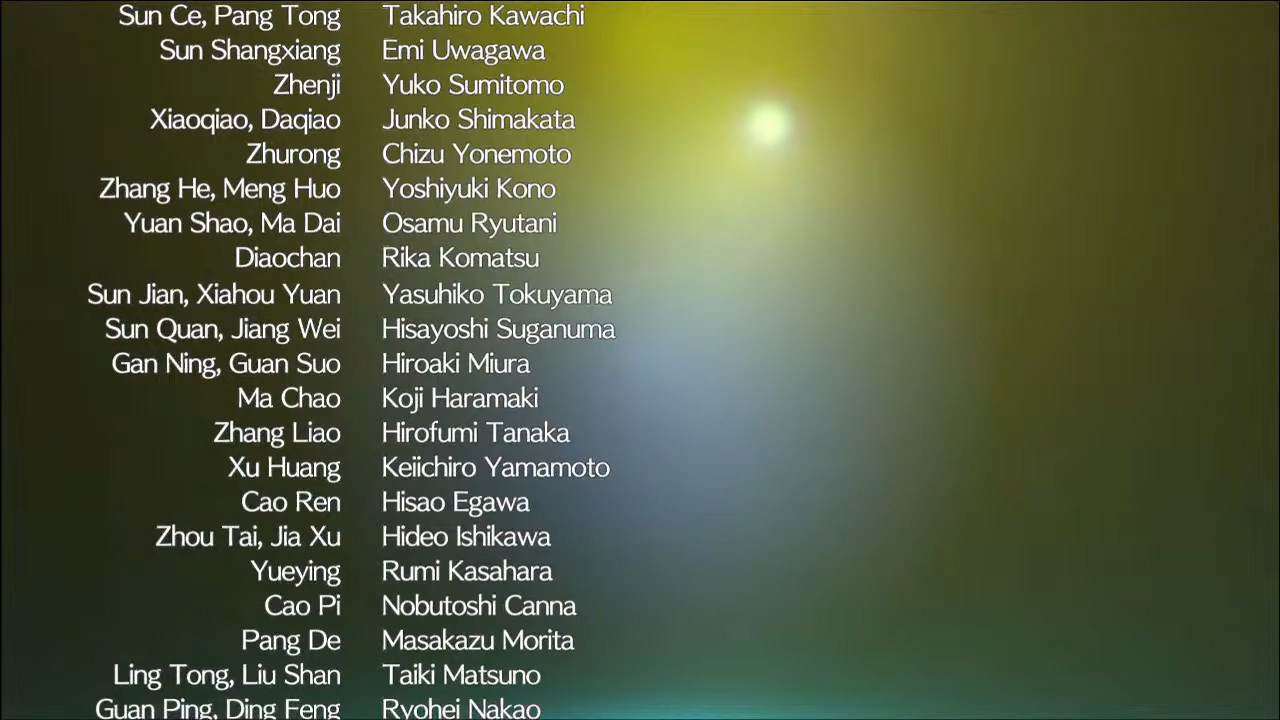 Sun Ce, Pang Tong Takahiro Kawachi
Sun Shangxiang Emi Uwagawa
Zhenji Yuko Sumitomo
Xiaoqiao, Daqiao Junko Shimakata
Zhurong Chizu Yonemoto
Zhang He, Meng Huo Yoshiyuki Kono
Yuan Shao, Ma Dai Osamu Ryutani
Diaochan Rika Komatsu
Sun Jian, Xiahou Yuan Yasuhiko Tokuyama
Sun Quan, Jiang Wei Hisayoshi Suganuma
Gan Ning, Guan Suo Hiroaki Miura
Ma Chao Koji Haramaki
Zhang Liao Hirofumi Tanaka
Xu Huang Keiichiro Yamamoto
Cao Ren Hisao Egawa
Zhou Tai, Jia Xu Hideo Ishikawa
Yueying Rumi Kasahara
Cao Pi Nobutoshi Canna
Pang De Masakazu Morita
Ling Tong, Liu Shan Taiki Matsuno
Guan Ping, Ding Feng Ryohei Nakao